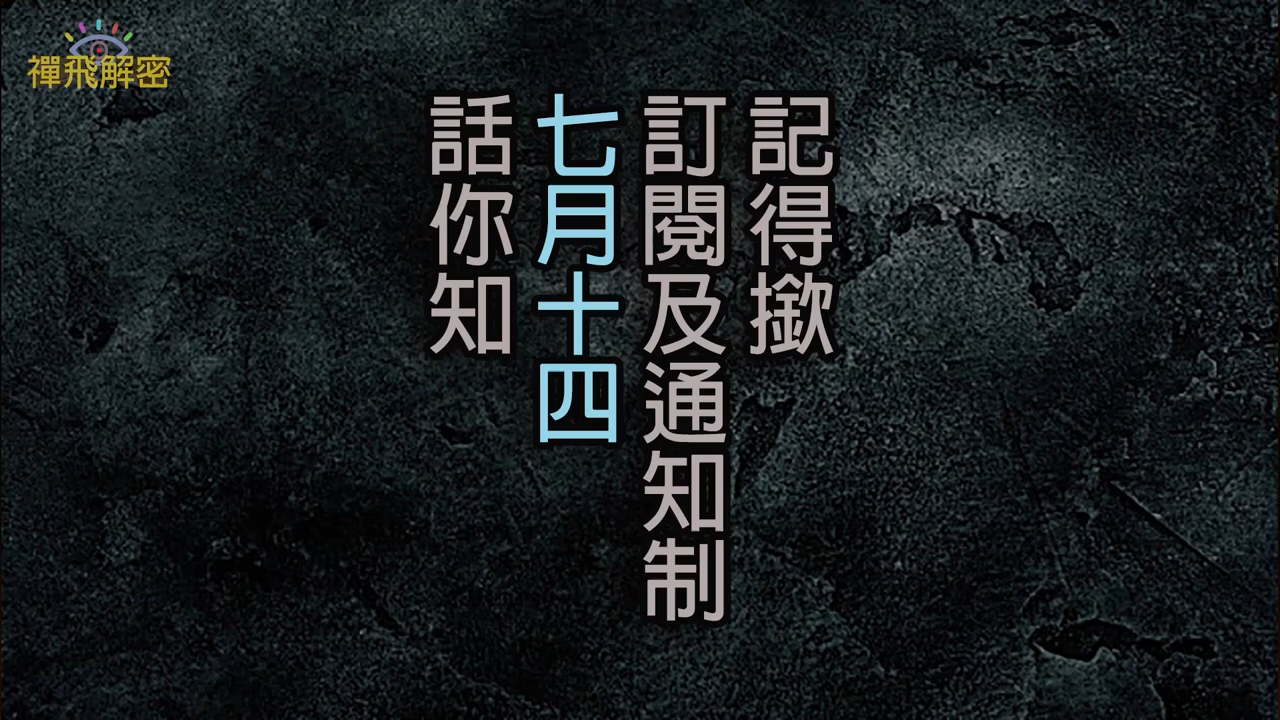 禪飛解密
記得撳
訂閱及通知制
七月十四
話你知